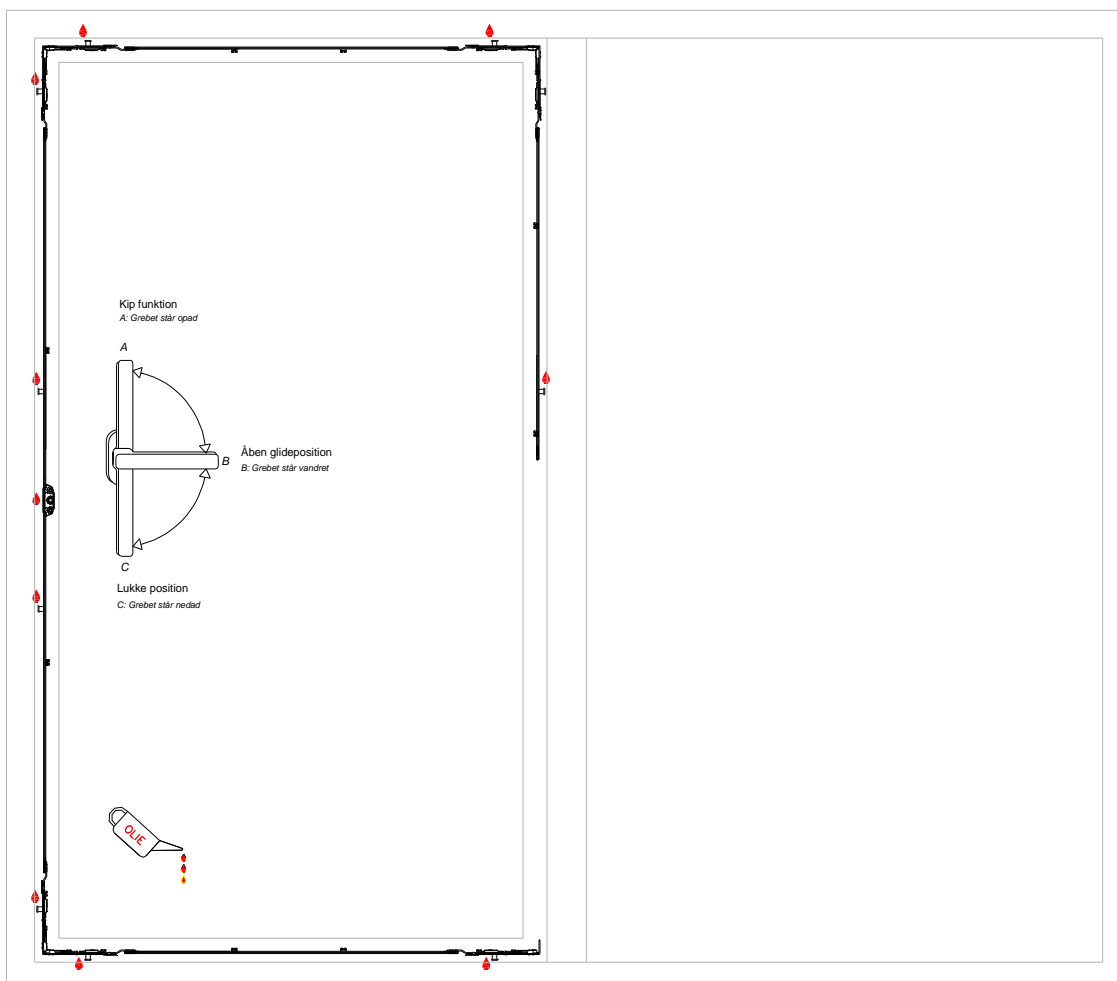 Kip funktion
A: Grebet står opad
A
Åben glideposition
B
B: Grebet står vandret
C
Lukke position
C: Grebet står nedad
OLIE